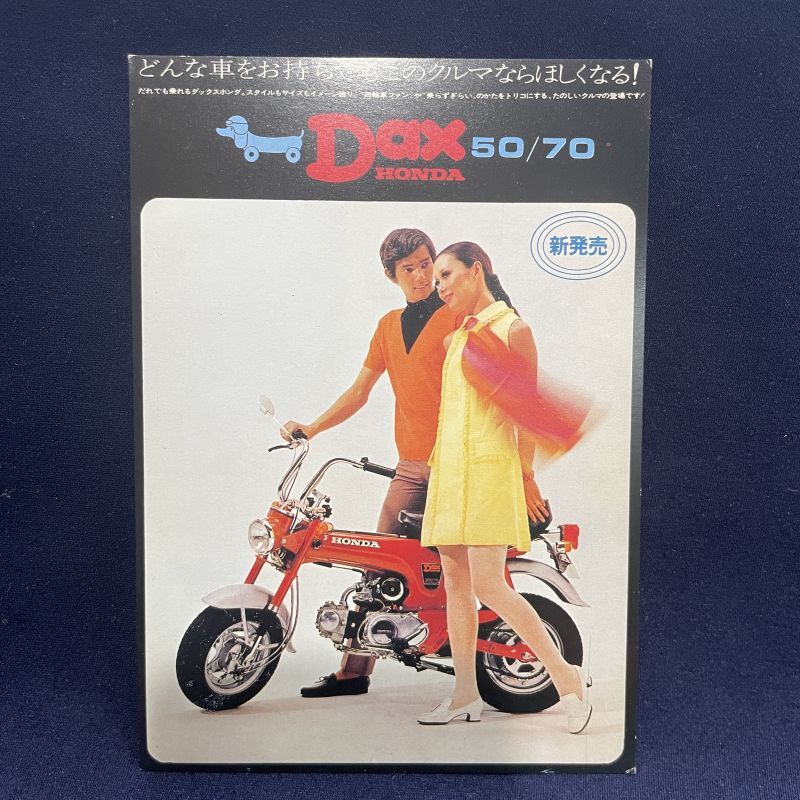 どんな車をお持ちでも、このクルマならほしくなる!
だれでも乗れるダックスホンダ。スタイルもサイズもイメージ破り。"四輪車ファン"や"乗らずぎらい"のかたをトリコにする、たのしいクルマの登場です!
Dax 50/70
HONDA
新発売
HONDA